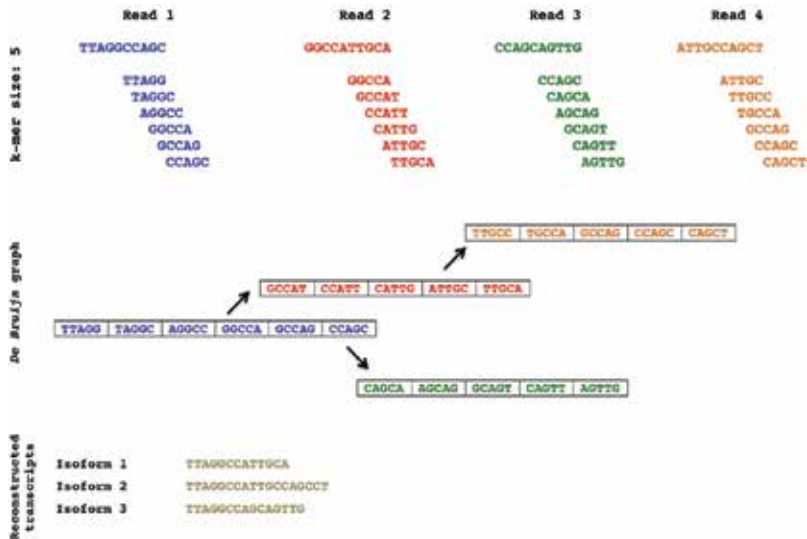 Read 1 Read 2 Read 3 Read 4
k-mer size: 5
TTAGGCCAGC GGCCATTGCA CCAGCAGTTG ATTGCCAGCT
TTAGG GGCCA CCAGC ATTGC
TAGGC GCCAT CAGCA TTGCC
AGGCC CCATT AGCAG TGCCA
GGCCA CATTG GCAGT GCCAG
GCCAG ATTGC CAGTT CCAGC
CCAGC TTGCA AGTTG CAGCT
De Bruijn graph
TTGCC TGCCA GCCAG CCAGC CAGCT
GCCAT CCATT CATTG ATTGC TTGCA
TTAGG TAGGC AGGCC GGCCA GCCAG CCAGC
CAGCA AGCAG GCAGT CAGTT AGTTG
Reconstructed
transcripts
Isoform 1 TTAGGCCATTGCA
Isoform 2 TTAGGCCATTGCCAGCCT
Isoform 3 TTAGGCCAGCAGTTG